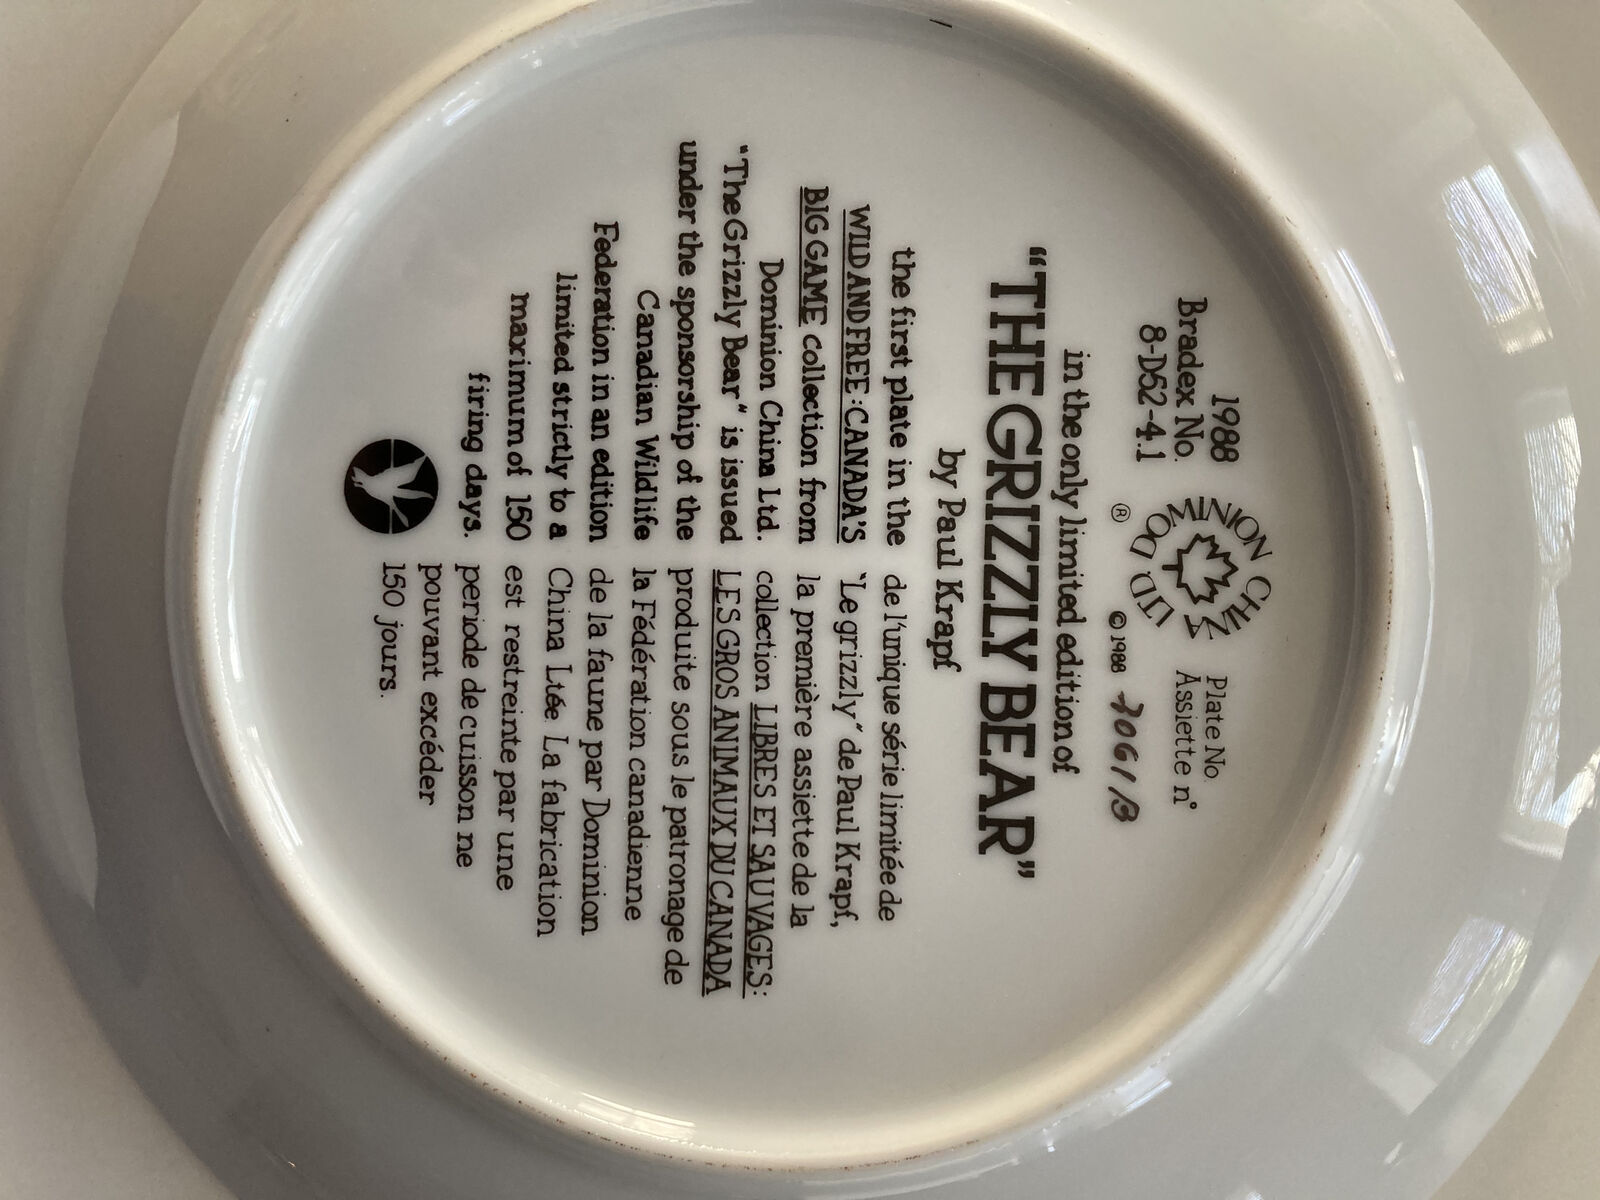 1988
Bradex No.
8-D52-4.1
DOMINION CHINA LTD
®
© 1988
Plate No.
Assiette n°
7061B
in the only limited edition of
"THE GRIZZLY BEAR"
by Paul Krapf
the first plate in the
WILD AND FREE : CANADA'S
BIG GAME collection from
Dominion China Ltd.
"The Grizzly Bear" is issued
under the sponsorship of the
Canadian Wildlife
Federation in an edition
limited strictly to a
maximum of 150
firing days.
de l'unique série limitée de
"Le grizzly" de Paul Krapf,
la première assiette de la
collection LIBRES ET SAUVAGES:
LES GROS ANIMAUX DU CANADA
produite sous le patronage de
la Fédération canadienne
de la faune par Dominion
China Ltée. La fabrication
est restreinte par une
periode de cuisson ne
pouvant excéder
150 jours.